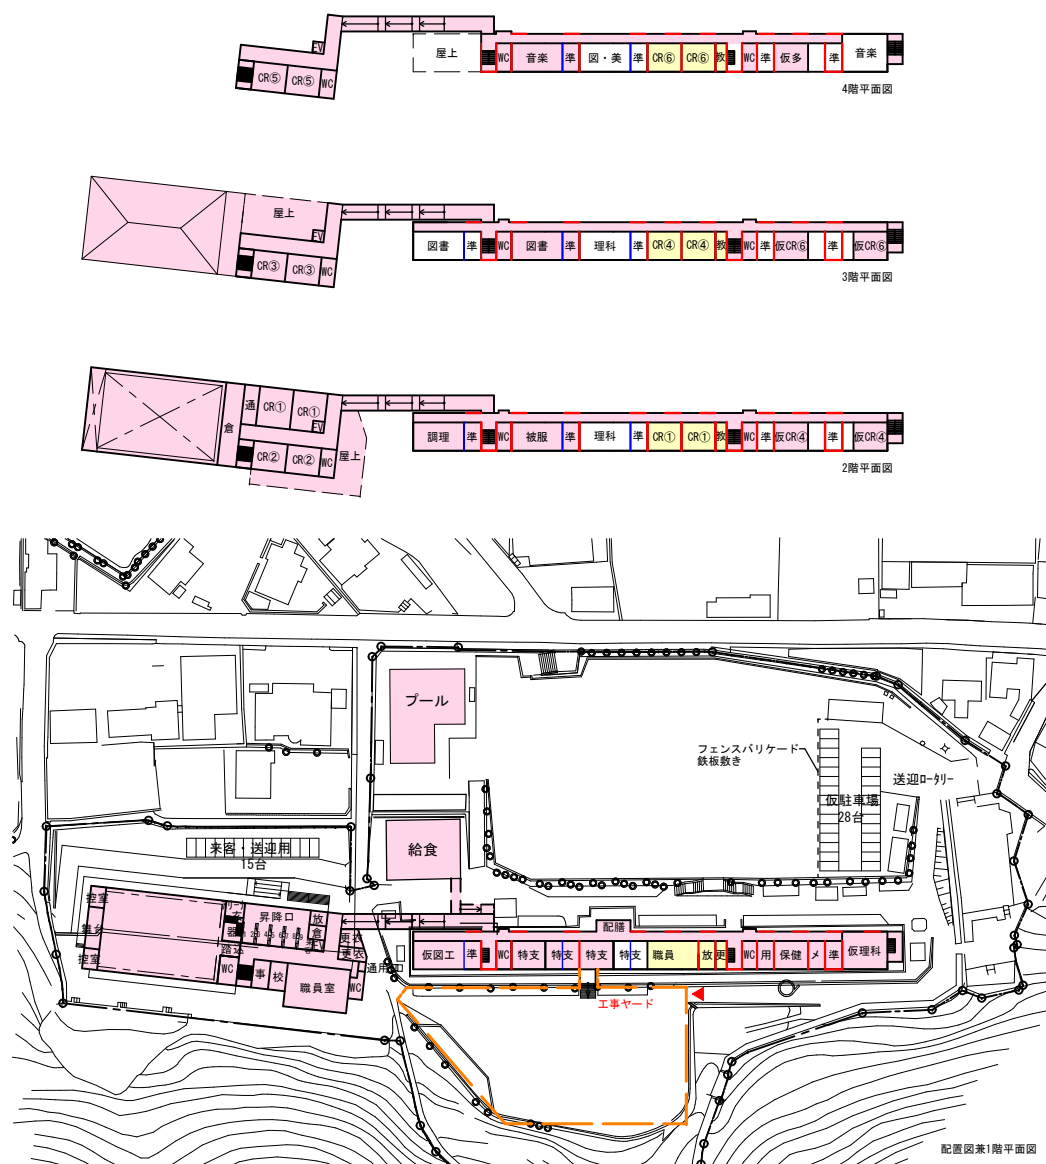 屋上
EV
CR⑤
CR⑤
WC
WC
音楽
準
図・美
準
CR⑥
CR⑥
教
WC
準
仮多
準
音楽
4階平面図
屋上
EV
CR③
CR③
WC
図書
準
WC
図書
準
理科
準
CR④
CR④
教
WC
準
仮CR⑥
準
仮CR⑥
3階平面図
通
CR①
CR①
EV
倉
CR②
CR②
WC
屋上
調理
準
WC
被服
準
理科
準
CR①
CR①
教
WC
準
仮CR④
準
仮CR④
2階平面図
プール
フェンスバリケード
鉄板敷き
送迎ロータリー
仮駐車場
28台
給食
来客・送迎用
15台
控室
舞台
控室
器
昇降口
放
倉
EV
更衣
更衣
通用口
WC
事
校
職員室
WC
配膳
仮図工
準
WC
特支
特支
特支
特支
職員
放
更
WC
用
保健
メ
準
仮理科
工事ヤード
配置図兼1階平面図